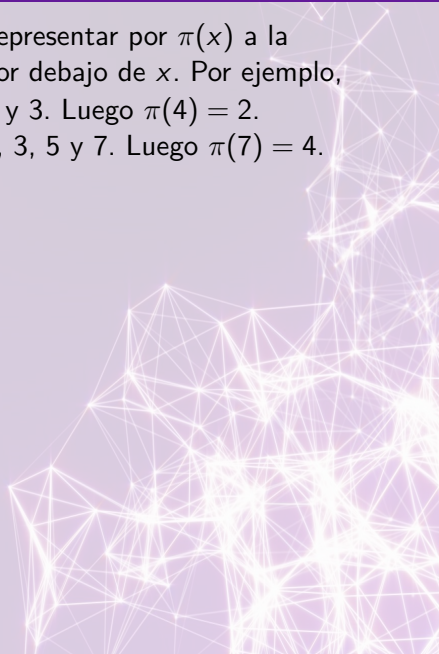 epresentar por π(x) a la
or debajo de x. Por ejemplo,
y 3. Luego π(4) = 2.
, 3, 5 y 7. Luego π(7) = 4.